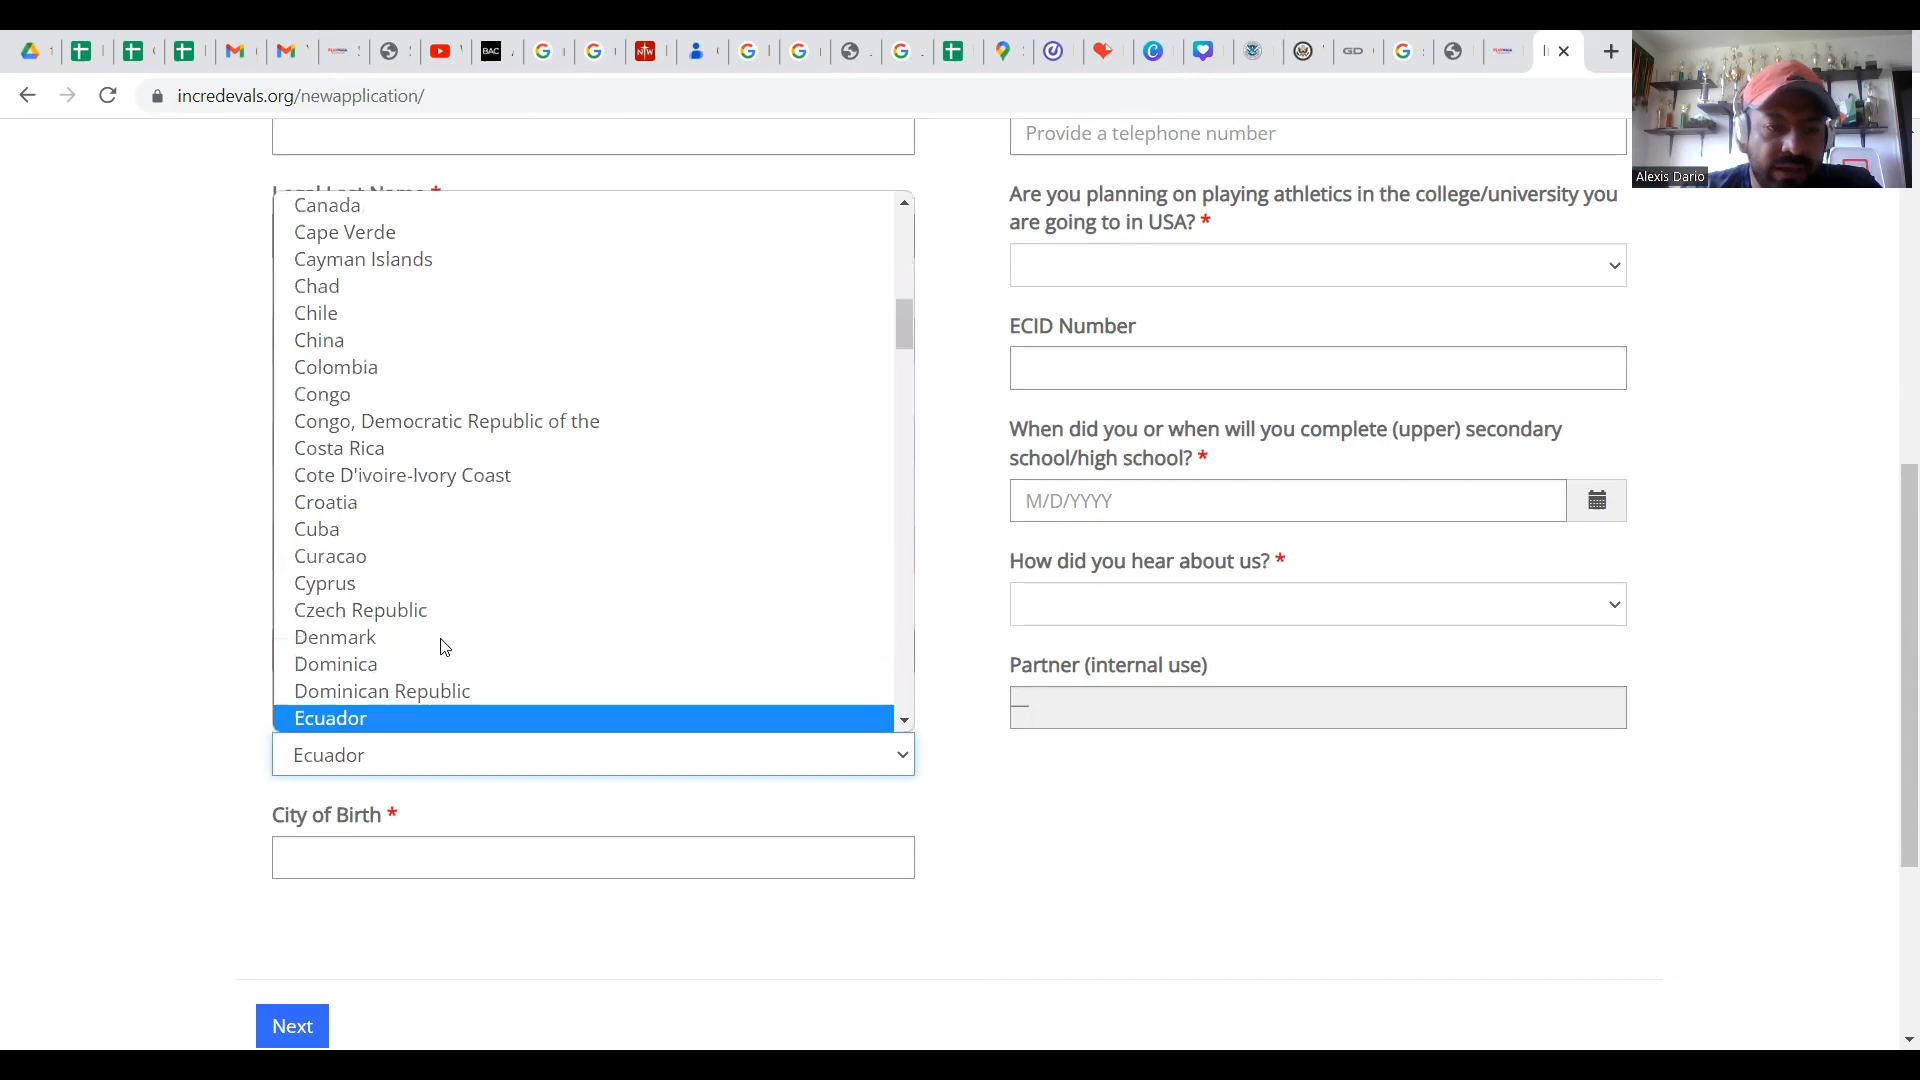 BAC
NTW
GD
incredevals.org/newapplication/
Alexis Dario
Canada
Cape Verde
Cayman Islands
Chad
Chile
China
Colombia
Congo
Congo, Democratic Republic of the
Costa Rica
Cote D'ivoire-Ivory Coast
Croatia
Cuba
Curacao
Cyprus
Czech Republic
Denmark
Dominica
Dominican Republic
Ecuador
Ecuador
City of Birth *
Next
Provide a telephone number
Are you planning on playing athletics in the college/university you
are going to in USA? *
ECID Number
When did you or when will you complete (upper) secondary
school/high school? *
M/D/YYYY
How did you hear about us? *
Partner (internal use)
—